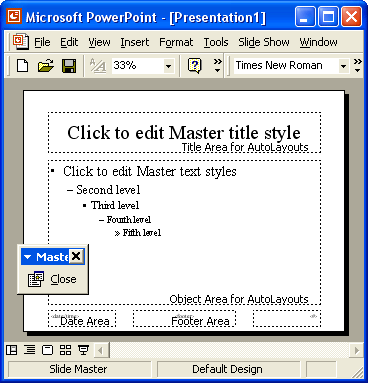 Microsoft PowerPoint - [Presentation1]
File Edit View Insert Format Tools Slide Show Window
33% Times New Roman
Click to edit Master title style
Title Area for AutoLayouts
• Click to edit Master text styles
– Second level
• Third level
– Fourth level
» Fifth level
Maste
Close
Object Area for AutoLayouts
Date Area Footer Area
Slide Master Default Design